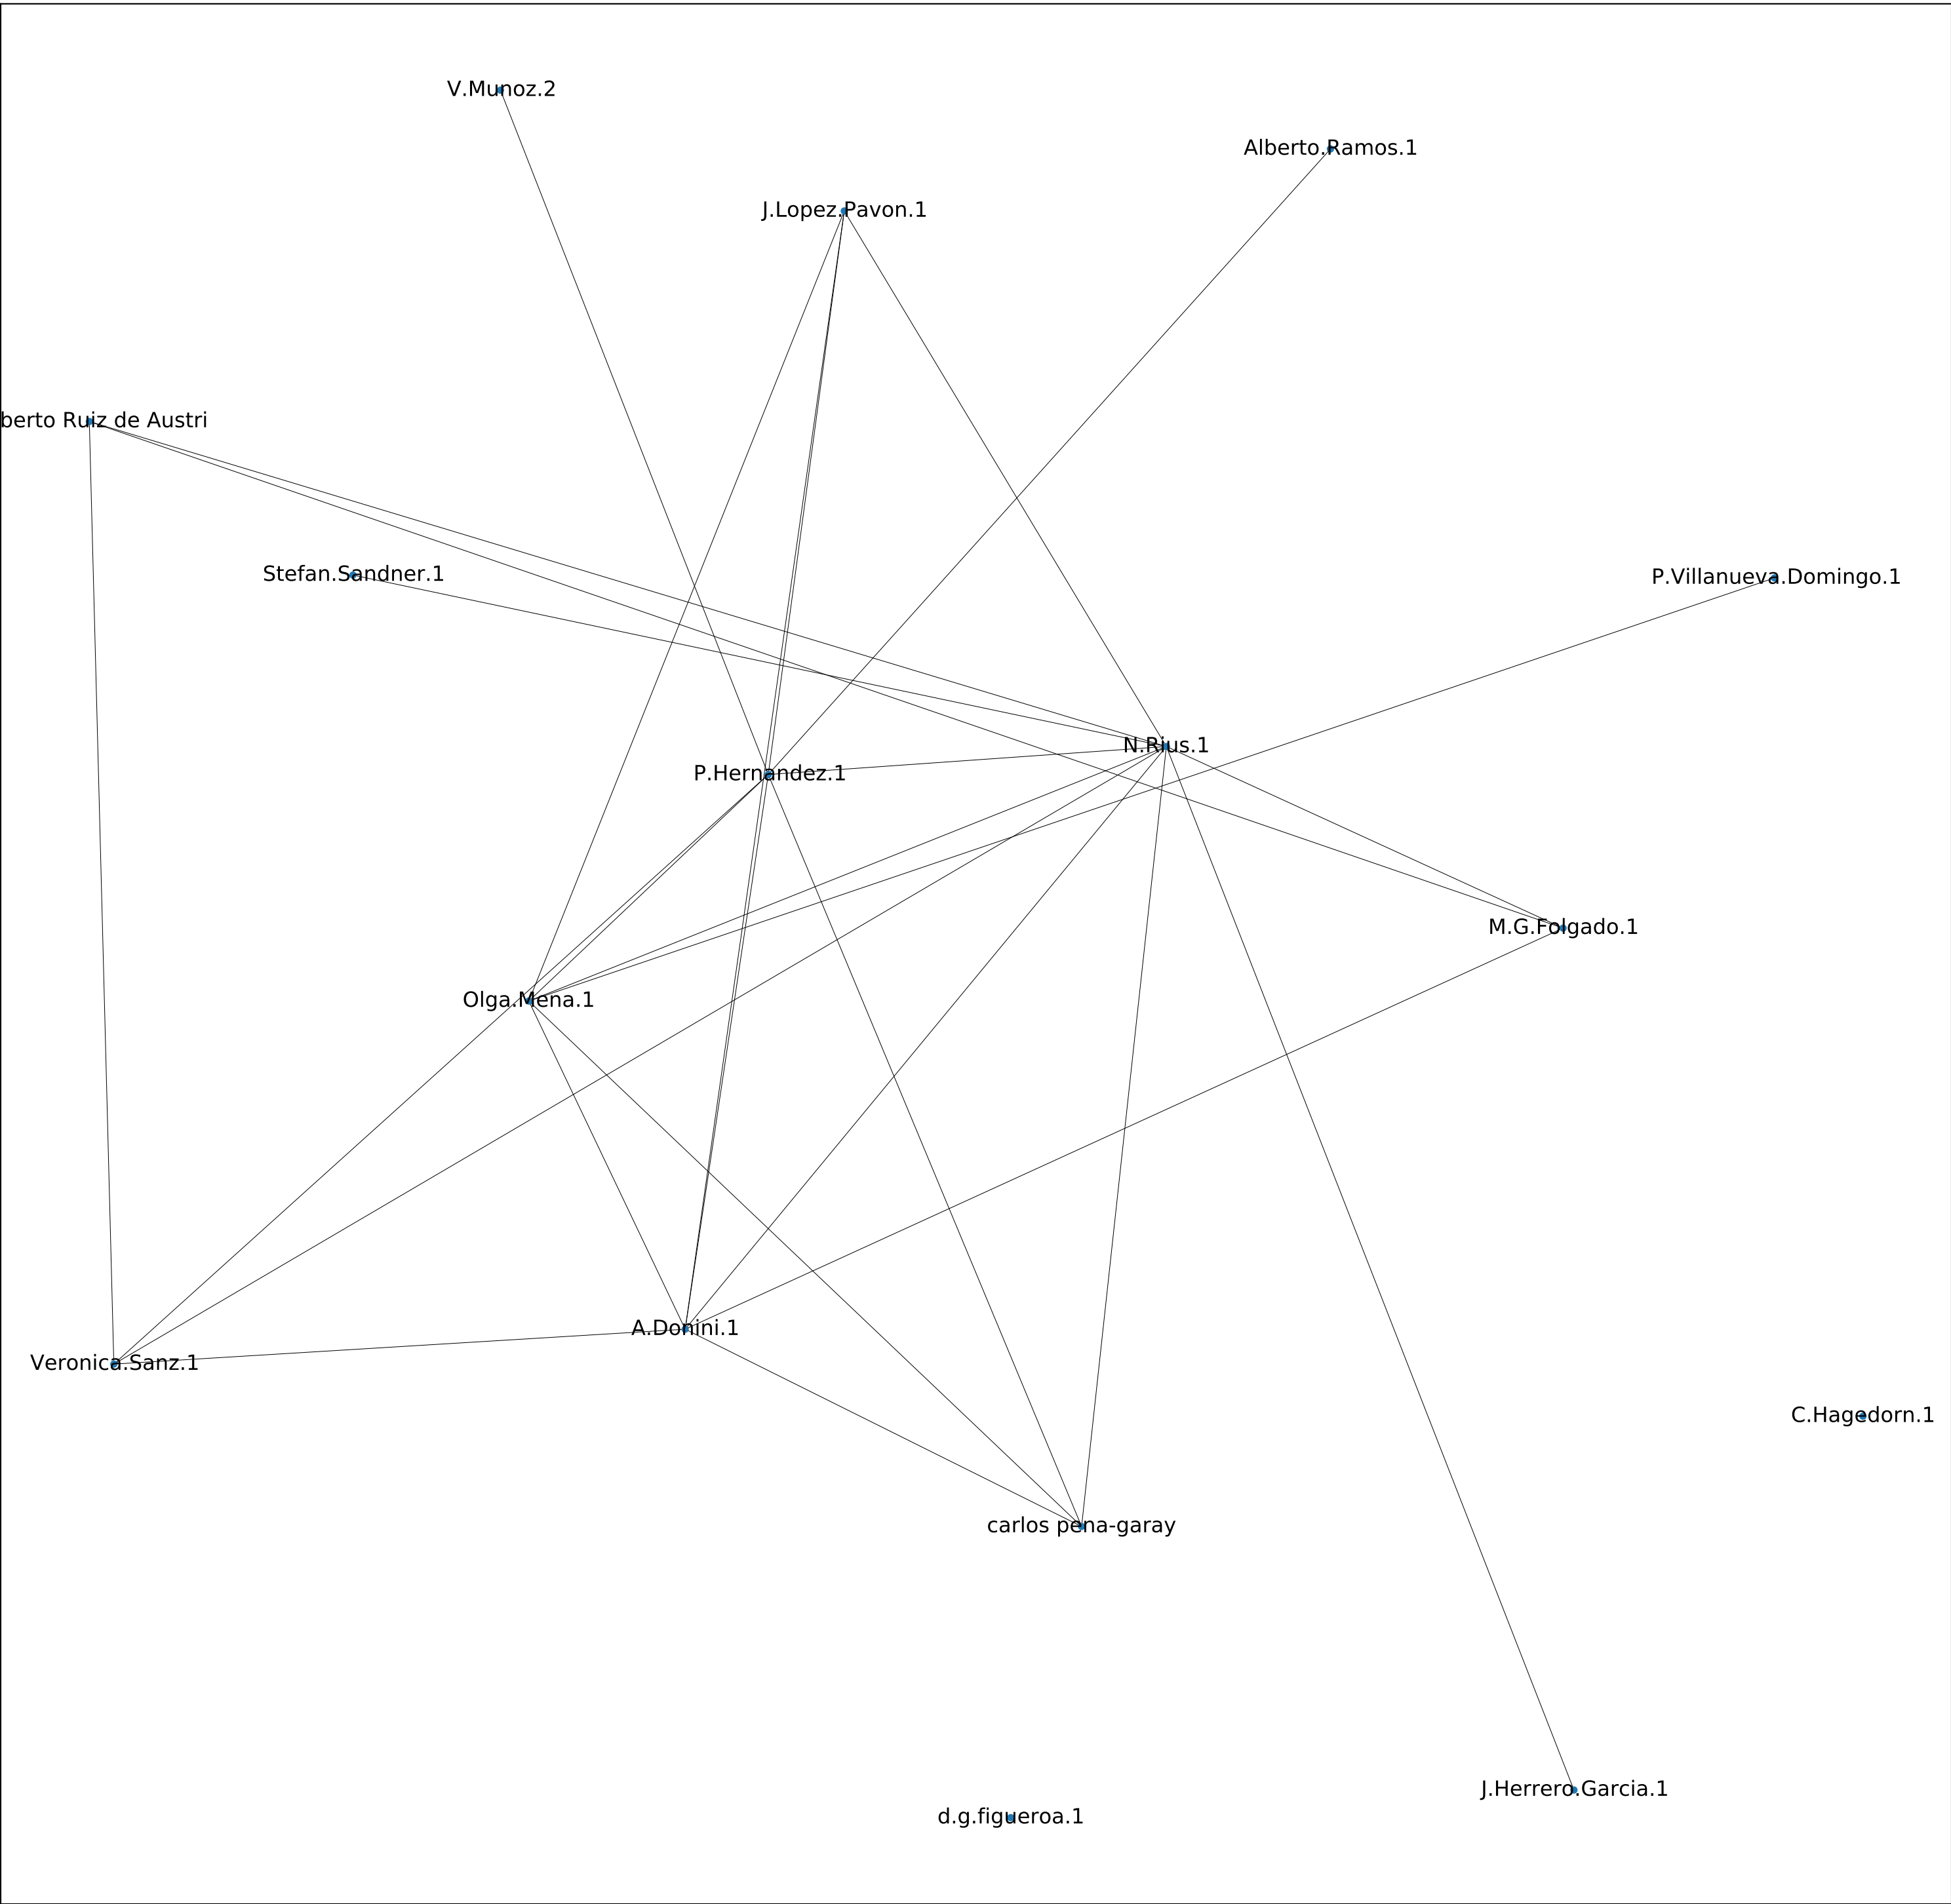 V.Munoz.2
Alberto.Ramos.1
J.Lopez.Pavon.1
berto Ruiz de Austri
Stefan.Sandner.1
P.Villanueva.Domingo.1
N.Rius.1
P.Hernandez.1
M.G.Folgado.1
Olga.Mena.1
A.Donini.1
Veronica.Sanz.1
C.Hagedorn.1
carlos pena-garay
J.Herrero.Garcia.1
d.g.figueroa.1